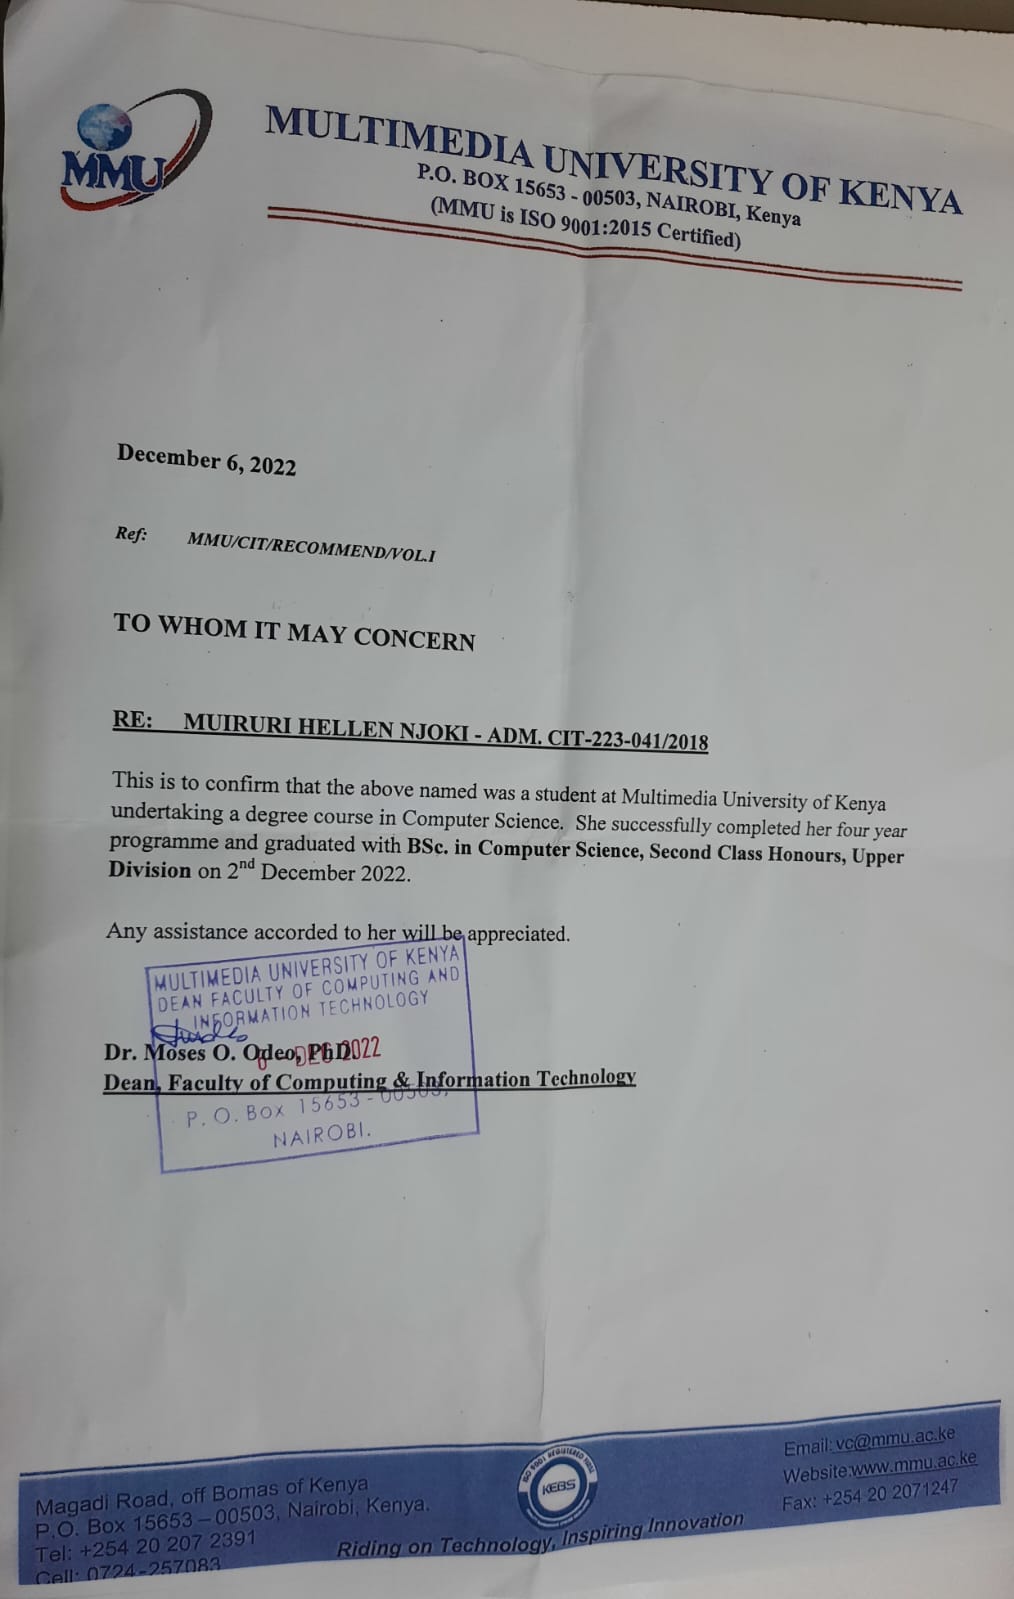 MMU
MULTIMEDIA UNIVERSITY OF KENYA
P.O. BOX 15653 - 00503, NAIROBI, Kenya
(MMU is ISO 9001:2015 Certified)
December 6, 2022
Ref: MMU/CIT/RECOMMEND/VOL.I
TO WHOM IT MAY CONCERN
RE: MUIRURI HELLEN NJOKI - ADM. CIT-223-041/2018
This is to confirm that the above named was a student at Multimedia University of Kenya
undertaking a degree course in Computer Science. She successfully completed her four year
programme and graduated with BSc. in Computer Science, Second Class Honours, Upper
Division on 2nd December 2022.
Any assistance accorded to her will be appreciated.
MULTIMEDIA UNIVERSITY OF KENYA
DEAN FACULTY OF COMPUTING AND
INFORMATION TECHNOLOGY
DEC 2022
Dr. Moses O. Odeo, PhD.
Dean, Faculty of Computing & Information Technology
P. O. Box 15653 - 00503,
NAIROBI.
Magadi Road, off Bomas of Kenya
P.O. Box 15653 – 00503, Nairobi, Kenya.
Tel: +254 20 207 2391
Cell: 0724-257083
ISO 9001 REGISTERED FIRM
KEBS
Riding on Technology, Inspiring Innovation
Email: vc@mmu.ac.ke
Website:www.mmu.ac.ke
Fax: +254 20 2071247